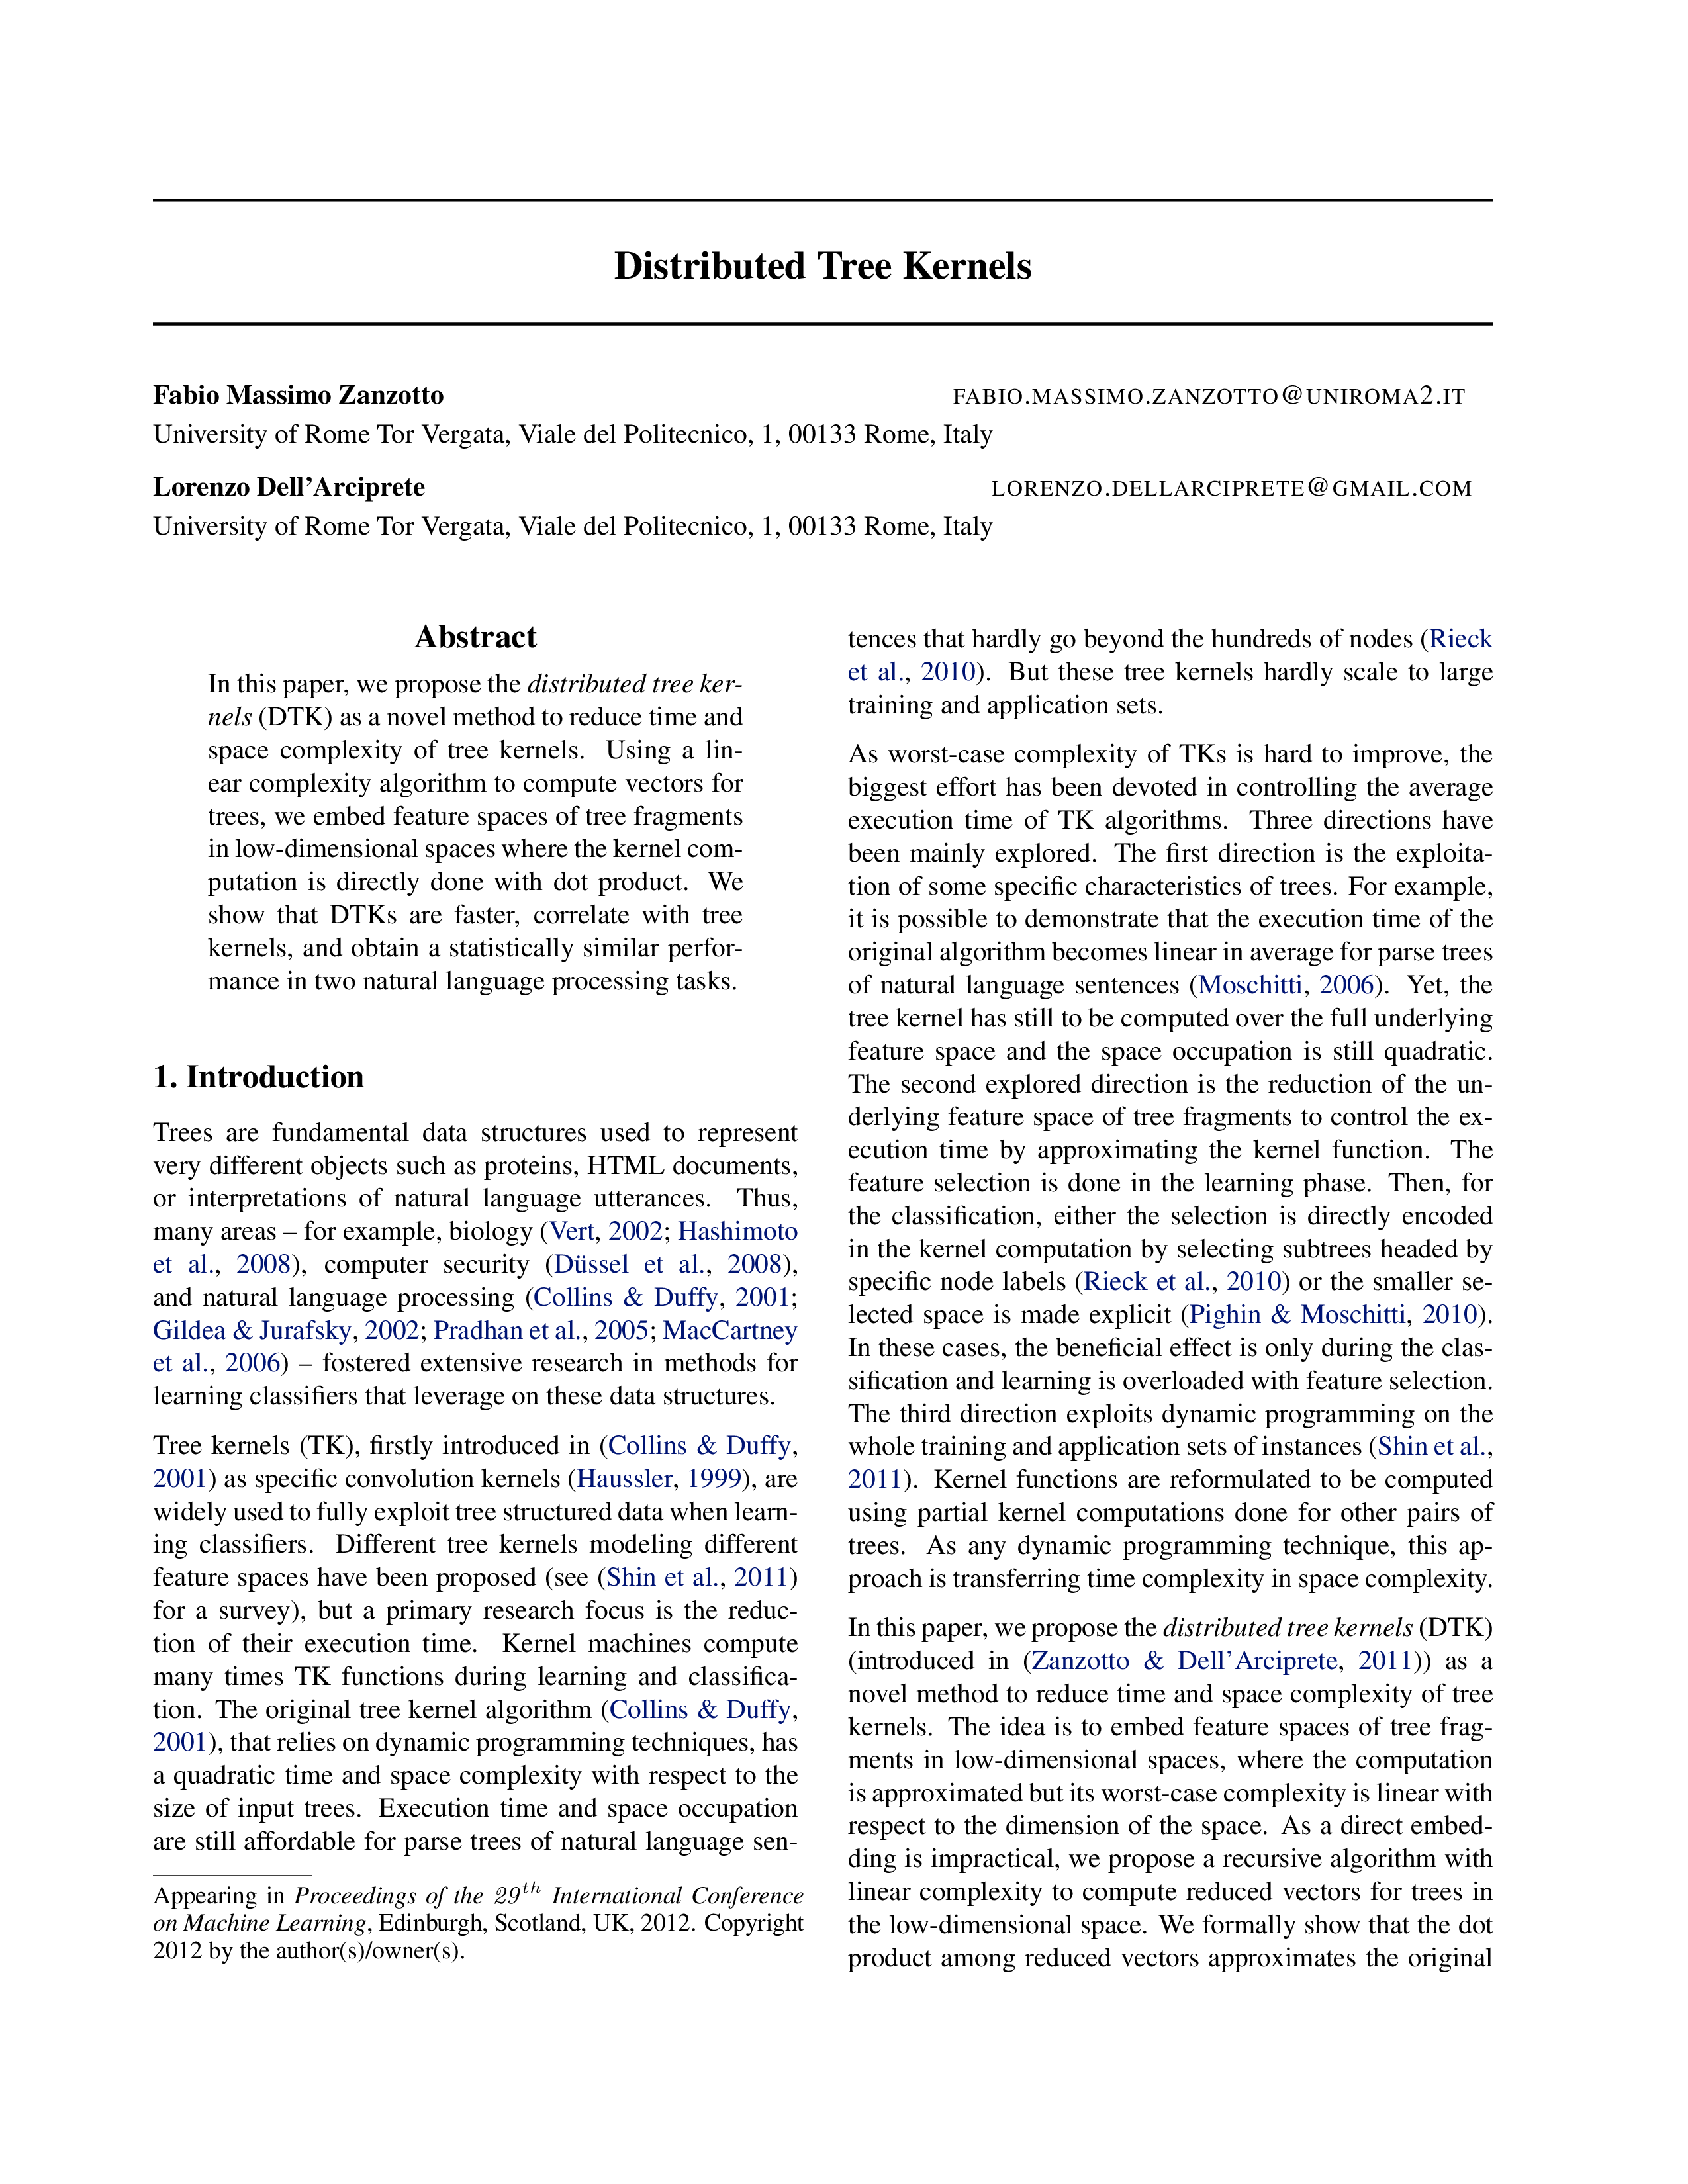 Distributed Tree Kernels
Fabio Massimo Zanzotto
FABIO.MASSIMO.ZANZOTTO@UNIROMA2.IT
University of Rome Tor Vergata, Viale del Politecnico, 1, 00133 Rome, Italy
Lorenzo Dell'Arciprete
LORENZO.DELLARCIPRETE@GMAIL.COM
University of Rome Tor Vergata, Viale del Politecnico, 1, 00133 Rome, Italy
Abstract
In this paper, we propose the distributed tree ker-
nels (DTK) as a novel method to reduce time and
space complexity of tree kernels. Using a lin-
ear complexity algorithm to compute vectors for
trees, we embed feature spaces of tree fragments
in low-dimensional spaces where the kernel com-
putation is directly done with dot product. We
show that DTKs are faster, correlate with tree
kernels, and obtain a statistically similar perfor-
mance in two natural language processing tasks.
1. Introduction
Trees are fundamental data structures used to represent
very different objects such as proteins, HTML documents,
or interpretations of natural language utterances. Thus,
many areas – for example, biology (Vert, 2002; Hashimoto
et al., 2008), computer security (Düssel et al., 2008),
and natural language processing (Collins & Duffy, 2001;
Gildea & Jurafsky, 2002; Pradhan et al., 2005; MacCartney
et al., 2006) – fostered extensive research in methods for
learning classifiers that leverage on these data structures.
Tree kernels (TK), firstly introduced in (Collins & Duffy,
2001) as specific convolution kernels (Haussler, 1999), are
widely used to fully exploit tree structured data when learn-
ing classifiers. Different tree kernels modeling different
feature spaces have been proposed (see (Shin et al., 2011)
for a survey), but a primary research focus is the reduc-
tion of their execution time. Kernel machines compute
many times TK functions during learning and classifica-
tion. The original tree kernel algorithm (Collins & Duffy,
2001), that relies on dynamic programming techniques, has
a quadratic time and space complexity with respect to the
size of input trees. Execution time and space occupation
are still affordable for parse trees of natural language sen-
Appearing in Proceedings of the 29th International Conference
on Machine Learning, Edinburgh, Scotland, UK, 2012. Copyright
2012 by the author(s)/owner(s).
tences that hardly go beyond the hundreds of nodes (Rieck
et al., 2010). But these tree kernels hardly scale to large
training and application sets.
As worst-case complexity of TKs is hard to improve, the
biggest effort has been devoted in controlling the average
execution time of TK algorithms. Three directions have
been mainly explored. The first direction is the exploita-
tion of some specific characteristics of trees. For example,
it is possible to demonstrate that the execution time of the
original algorithm becomes linear in average for parse trees
of natural language sentences (Moschitti, 2006). Yet, the
tree kernel has still to be computed over the full underlying
feature space and the space occupation is still quadratic.
The second explored direction is the reduction of the un-
derlying feature space of tree fragments to control the ex-
ecution time by approximating the kernel function. The
feature selection is done in the learning phase. Then, for
the classification, either the selection is directly encoded
in the kernel computation by selecting subtrees headed by
specific node labels (Rieck et al., 2010) or the smaller se-
lected space is made explicit (Pighin & Moschitti, 2010).
In these cases, the beneficial effect is only during the clas-
sification and learning is overloaded with feature selection.
The third direction exploits dynamic programming on the
whole training and application sets of instances (Shin et al.,
2011). Kernel functions are reformulated to be computed
using partial kernel computations done for other pairs of
trees. As any dynamic programming technique, this ap-
proach is transferring time complexity in space complexity.
In this paper, we propose the distributed tree kernels (DTK)
(introduced in (Zanzotto & Dell'Arciprete, 2011)) as a
novel method to reduce time and space complexity of tree
kernels. The idea is to embed feature spaces of tree frag-
ments in low-dimensional spaces, where the computation
is approximated but its worst-case complexity is linear with
respect to the dimension of the space. As a direct embed-
ding is impractical, we propose a recursive algorithm with
linear complexity to compute reduced vectors for trees in
the low-dimensional space. We formally show that the dot
product among reduced vectors approximates the original